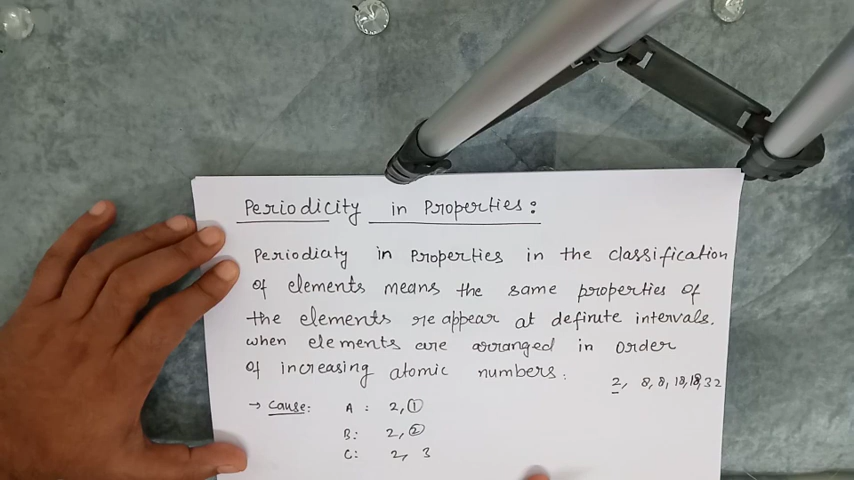 Periodicity in Properties:
Periodicity in Properties in the classification
of elements means the same properties of
the elements re appear at definite intervals.
when elements are arranged in order
of increasing atomic numbers.
2, 8, 8, 18, 18, 32
→ Cause: A : 2, 1
B: 2, 2
C: 2, 3